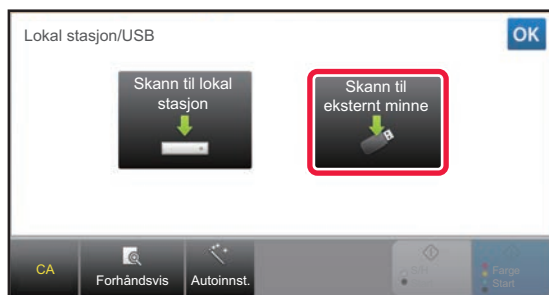 Lokal stasjon/USB
OK
Skann til lokal
stasjon
Skann til
eksternt minne
CA
Forhåndsvis
Autoinnst.
Farge
Start